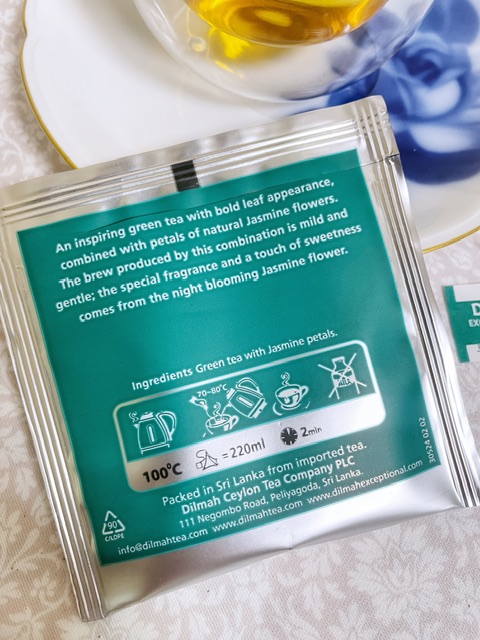 An inspiring green tea with bold leaf appearance,
combined with petals of natural Jasmine flowers.
The brew produced by this combination is mild and
gentle; the special fragrance and a touch of sweetness
comes from the night blooming Jasmine flower.
Ingredients Green tea with Jasmine petals.
70-80°C
100°C
=220ml
2min
Packed in Sri Lanka from imported tea.
Dilmah Ceylon Tea Company PLC
111 Negombo Road, Peliyagoda, Sri Lanka.
info@dilmahtea.com www.dilmahtea.com www.dilmahexceptional.com
90
C/LDPE
30524 02 02